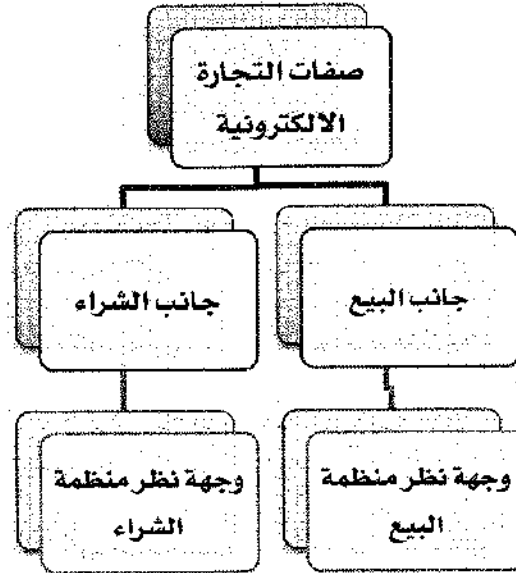 صفات التجارة
الالكترونية
جانب البيع
جانب الشراء
وجهة نظر منظمة
البيع
وجهة نظر منظمة
الشراء